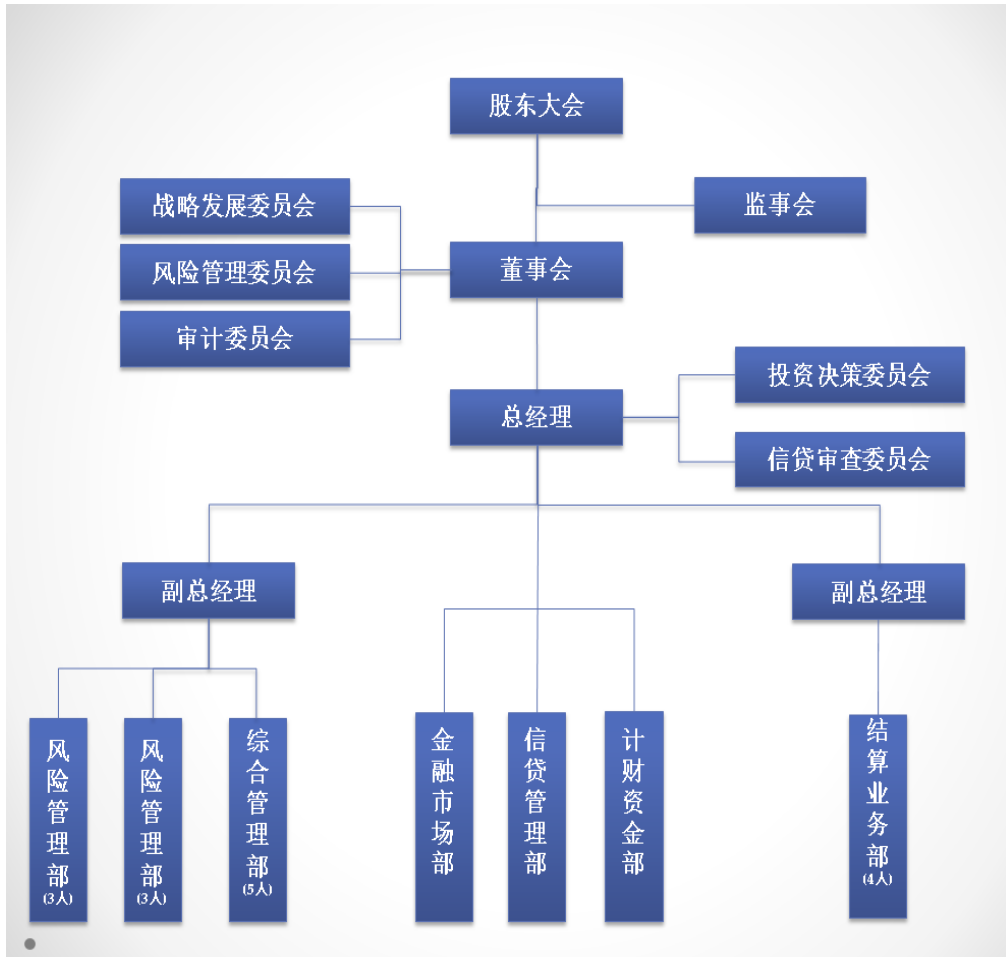 股东大会
监事会
战略发展委员会
风险管理委员会
审计委员会
董事会
总经理
投资决策委员会
信贷审查委员会
副总经理
副总经理
风险管理部
(3人)
风险管理部
(3人)
综合管理部
(5人)
金融市场部
信贷管理部
计财资金部
结算业务部
(4人)